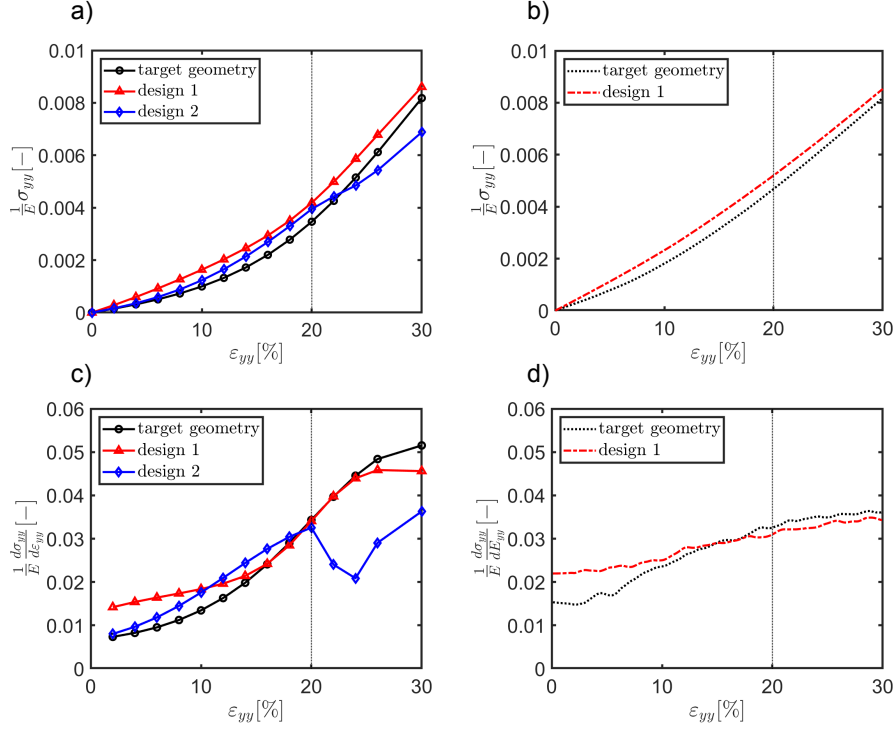 a)
0.01
0.008
0.006
0.004
0.002
0
0
10
20
30
target geometry
design 1
design 2
1/E σyy[−]
εyy[%]
b)
0.01
0.008
0.006
0.004
0.002
0
0
10
20
30
target geometry
design 1
1/E σyy[−]
εyy[%]
c)
0.06
0.05
0.04
0.03
0.02
0.01
0
0
10
20
30
target geometry
design 1
design 2
1/E dσyy/dεyy[−]
εyy[%]
d)
0.06
0.05
0.04
0.03
0.02
0.01
0
0
10
20
30
target geometry
design 1
1/E dσyy/dEyy[−]
εyy[%]